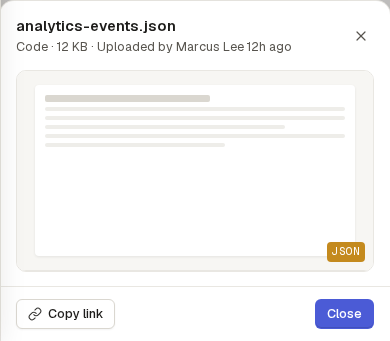 analytics-events.json
Code · 12 KB · Uploaded by Marcus Lee 12h ago
JSON
Copy link
Close